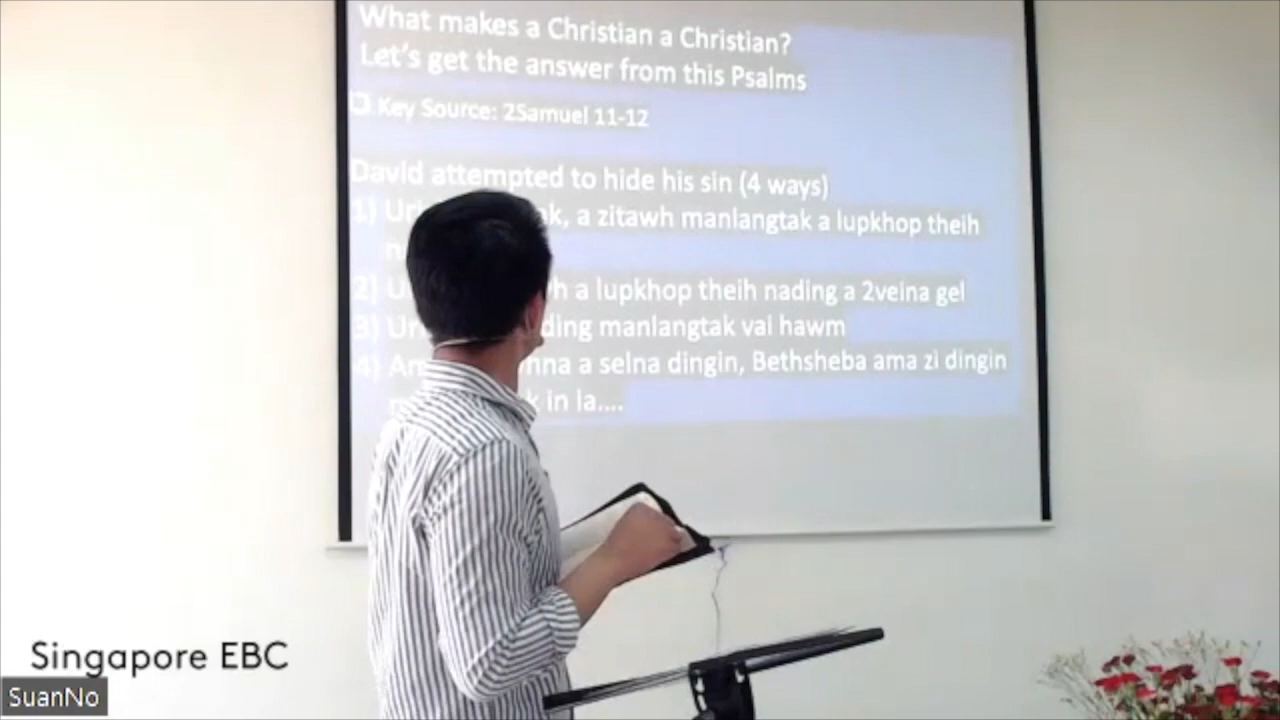 What makes a Christian a Christian?
Let's get the answer from this Psalms
❑ Key Source: 2Samuel 11-12
David attempted to hide his sin (4 ways)
1) a zitawh manlangtak a lupkhop theih
2) a lupkhop theih nading a 2veina gel
3) manlangtak vai hawm
4) a selna dingin, Bethsheba ama zi dingin
in la....
Singapore EBC
SuanNo